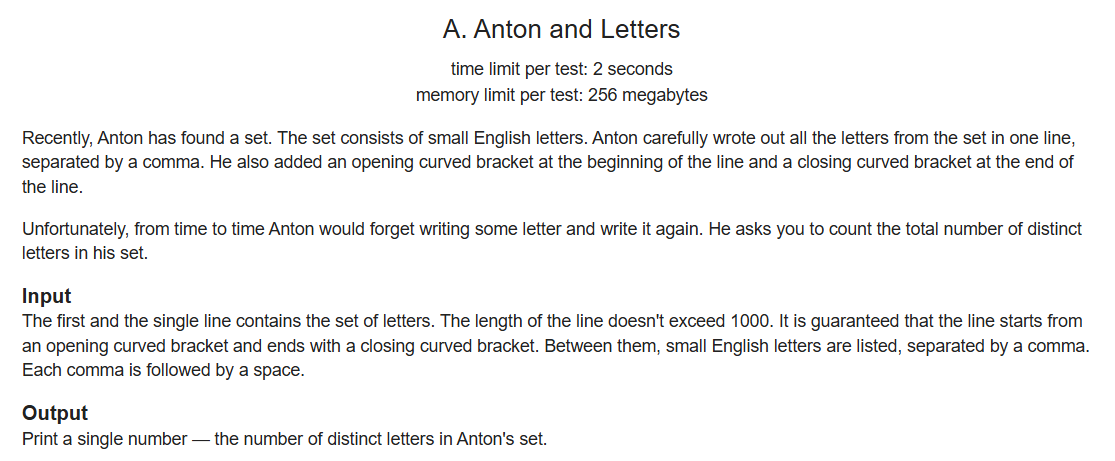 A. Anton and Letters
time limit per test: 2 seconds
memory limit per test: 256 megabytes
Recently, Anton has found a set. The set consists of small English letters. Anton carefully wrote out all the letters from the set in one line,
separated by a comma. He also added an opening curved bracket at the beginning of the line and a closing curved bracket at the end of
the line.
Unfortunately, from time to time Anton would forget writing some letter and write it again. He asks you to count the total number of distinct
letters in his set.
Input
The first and the single line contains the set of letters. The length of the line doesn't exceed 1000. It is guaranteed that the line starts from
an opening curved bracket and ends with a closing curved bracket. Between them, small English letters are listed, separated by a comma.
Each comma is followed by a space.
Output
Print a single number — the number of distinct letters in Anton's set.